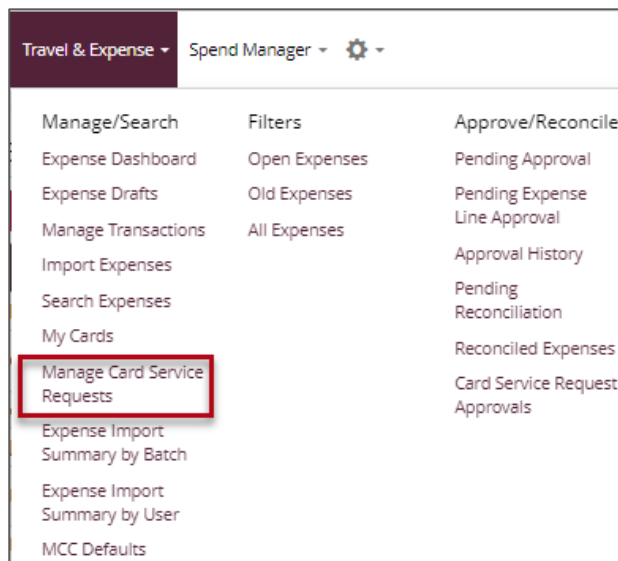 Travel & Expense Spend Manager
Manage/Search
Expense Dashboard
Expense Drafts
Manage Transactions
Import Expenses
Search Expenses
My Cards
Manage Card Service
Requests
Expense Import
Summary by Batch
Expense Import
Summary by User
MCC Defaults
Filters
Open Expenses
Old Expenses
All Expenses
Approve/Reconcile
Pending Approval
Pending Expense
Line Approval
Approval History
Pending
Reconciliation
Reconciled Expenses
Card Service Request
Approvals